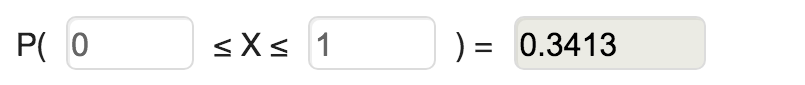 P( 0 ≤ X ≤ 1 ) = 0.3413